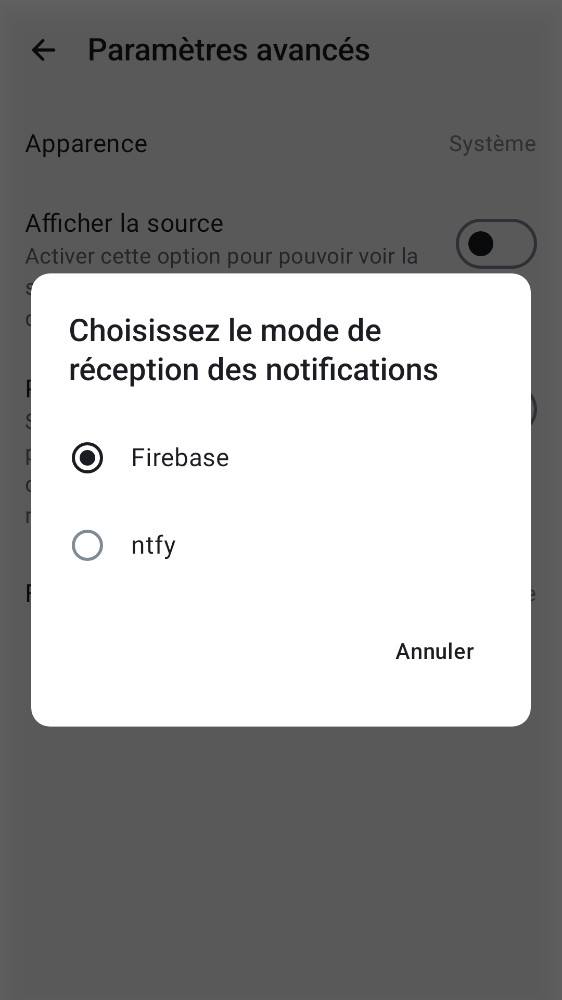 Paramètres avancés
Apparence
Système
Afficher la source
Activer cette option pour pouvoir voir la
Choisissez le mode de
réception des notifications
Firebase
ntfy
Annuler